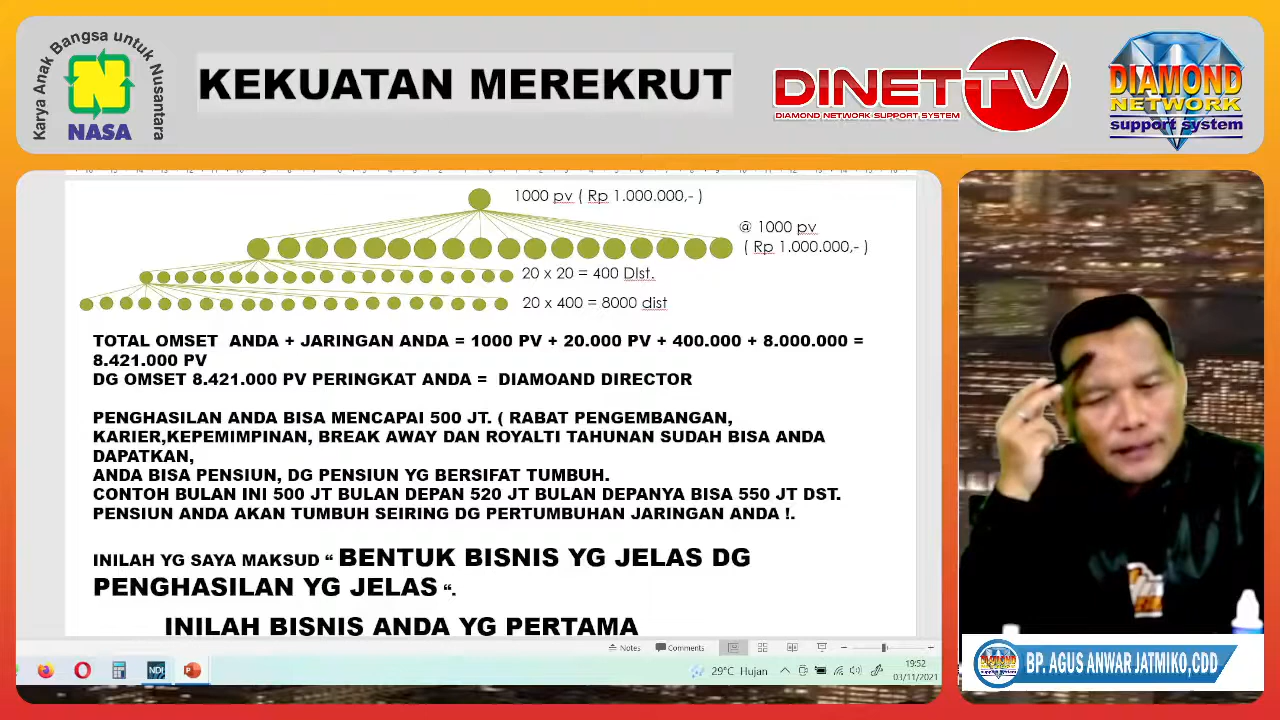 Karya Anak Bangsa untuk Nusantara
NASA
KEKUATAN MEREKRUT
DINET TV
DIAMOND NETWORK SUPPORT SYSTEM
DIAMOND
NETWORK
support system
1000 pv ( Rp 1.000.000,- )
@ 1000 pv
( Rp 1.000.000,- )
20 x 20 = 400 DIst.
20 x 400 = 8000 dist
TOTAL OMSET ANDA + JARINGAN ANDA = 1000 PV + 20.000 PV + 400.000 + 8.000.000 =
8.421.000 PV
DG OMSET 8.421.000 PV PERINGKAT ANDA = DIAMOAND DIRECTOR
PENGHASILAN ANDA BISA MENCAPAI 500 JT. ( RABAT PENGEMBANGAN,
KARIER,KEPEMIMPINAN, BREAK AWAY DAN ROYALTI TAHUNAN SUDAH BISA ANDA
DAPATKAN,
ANDA BISA PENSIUN, DG PENSIUN YG BERSIFAT TUMBUH.
CONTOH BULAN INI 500 JT BULAN DEPAN 520 JT BULAN DEPANYA BISA 550 JT DST.
PENSIUN ANDA AKAN TUMBUH SEIRING DG PERTUMBUHAN JARINGAN ANDA !.
INILAH YG SAYA MAKSUD “ BENTUK BISNIS YG JELAS DG
PENGHASILAN YG JELAS “.
INILAH BISNIS ANDA YG PERTAMA
Notes
Comments
NDI
29°C Hujan
19:52
03/11/2021
BP. AGUS ANWAR JATMIKO,CDD